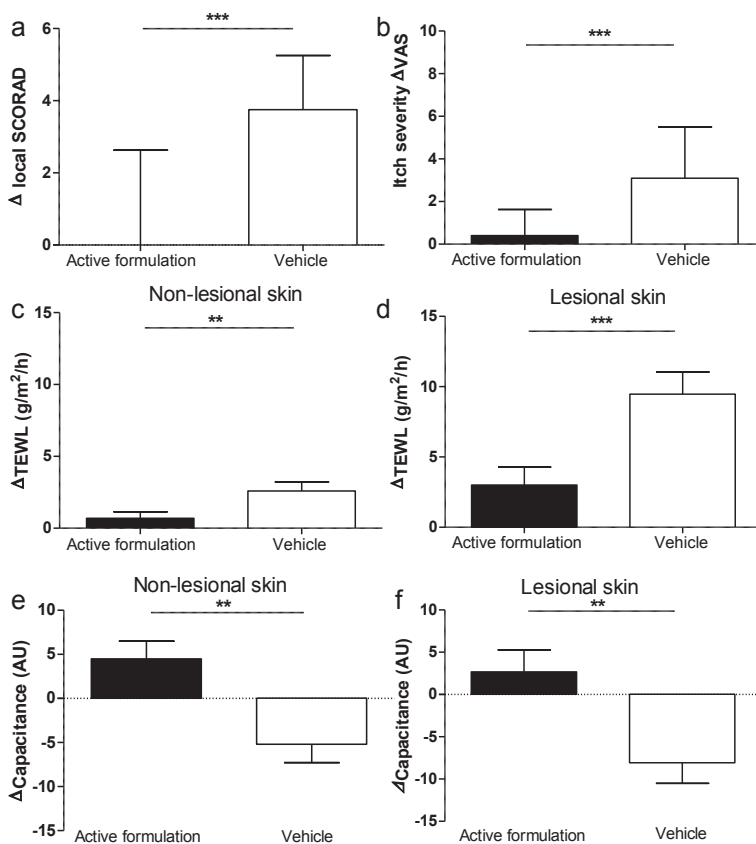 a
***
6
4
2
0
Δ local SCORAD
Active formulation
Vehicle
b
***
10
8
6
4
2
0
Itch severity ΔVAS
Active formulation
Vehicle
c
Non-lesional skin
**
15
10
5
0
ΔTEWL (g/m²/h)
Active formulation
Vehicle
d
Lesional skin
***
15
10
5
0
ΔTEWL (g/m²/h)
Active formulation
Vehicle
e
Non-lesional skin
**
10
5
0
-5
-10
-15
ΔCapacitance (AU)
Active formulation
Vehicle
f
Lesional skin
**
10
5
0
-5
-10
-15
ΔCapacitance (AU)
Active formulation
Vehicle